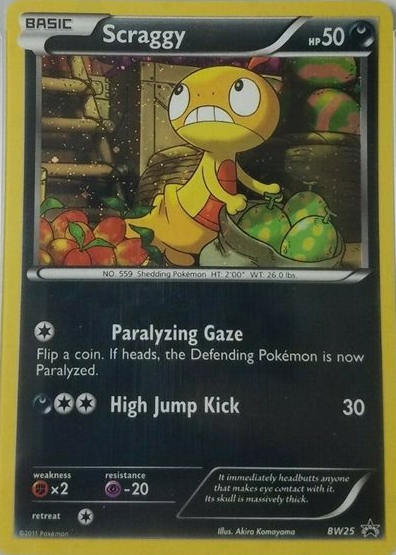 BASIC
Scraggy HP 50
NO. 559 Shedding Pokémon HT: 2'00" WT: 26.0 lbs.
Paralyzing Gaze
Flip a coin. If heads, the Defending Pokémon is now
Paralyzed.
High Jump Kick 30
weakness resistance
×2 -20
It immediately headbutts anyone
that makes eye contact with it.
Its skull is massively thick.
retreat
©2011 Pokémon Illus. Akira Komayama BW25